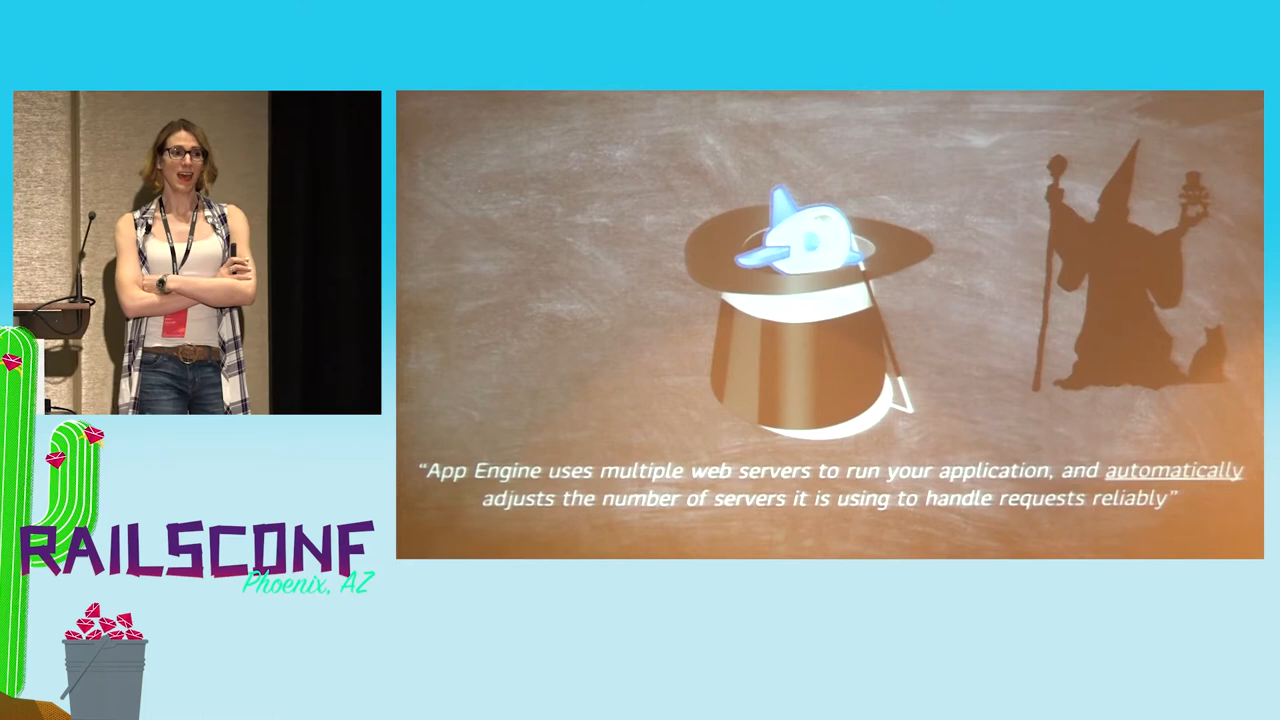 “App Engine uses multiple web servers to run your application, and automatically
adjusts the number of servers it is using to handle requests reliably”
RAILSCONF
Phoenix, AZ